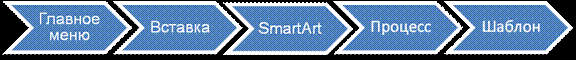 Главное
меню
Вставка
SmartArt
Процесс
Шаблон